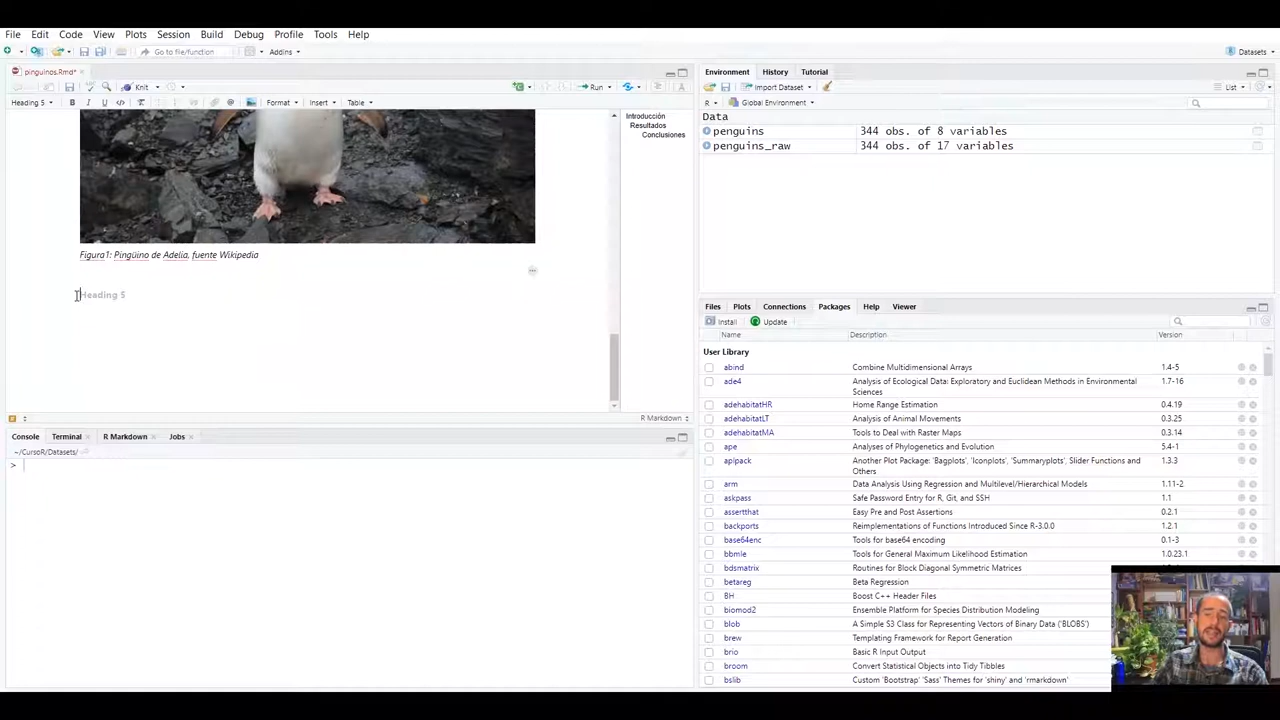 File Edit Code View Plots Session Build Debug Profile Tools Help
Go to file/function Addins Datasets
pinguinos.Rmd*
Knit Run
Heading 5 B I U Format Insert Table
Introducción
Resultados
Conclusiones
Figura1: Pingüino de Adelia, fuente Wikipedia
Heading 5
R Markdown
Console Terminal R Markdown Jobs
~/CursoR/Datasets/
>
Environment History Tutorial
Import Dataset List
R Global Environment
Data
penguins 344 obs. of 8 variables
penguins_raw 344 obs. of 17 variables
Files Plots Connections Packages Help Viewer
Install Update
Name Description Version
User Library
abind Combine Multidimensional Arrays 1.4-5
ade4 Analysis of Ecological Data: Exploratory and Euclidean Methods in Environmental 1.7-16
Sciences
adehabitatHR Home Range Estimation 0.4.19
adehabitatLT Analysis of Animal Movements 0.3.25
adehabitatMA Tools to Deal with Raster Maps 0.3.14
ape Analyses of Phylogenetics and Evolution 5.4-1
aplpack Another Plot Package: 'Bagplots', 'Iconplots', 'Summaryplots', Slider Functions and 1.3.3
Others
arm Data Analysis Using Regression and Multilevel/Hierarchical Models 1.11-2
askpass Safe Password Entry for R, Git, and SSH 1.1
assertthat Easy Pre and Post Assertions 0.2.1
backports Reimplementations of Functions Introduced Since R-3.0.0 1.2.1
base64enc Tools for base64 encoding 0.1-3
bbmle Tools for General Maximum Likelihood Estimation 1.0.23.1
bdsmatrix Routines for Block Diagonal Symmetric Matrices
betareg Beta Regression
BH Boost C++ Header Files
biomod2 Ensemble Platform for Species Distribution Modeling
blob A Simple S3 Class for Representing Vectors of Binary Data ('BLOBS')
brew Templating Framework for Report Generation
brio Basic R Input Output
broom Convert Statistical Objects into Tidy Tibbles
bslib Custom 'Bootstrap' 'Sass' Themes for 'shiny' and 'rmarkdown'